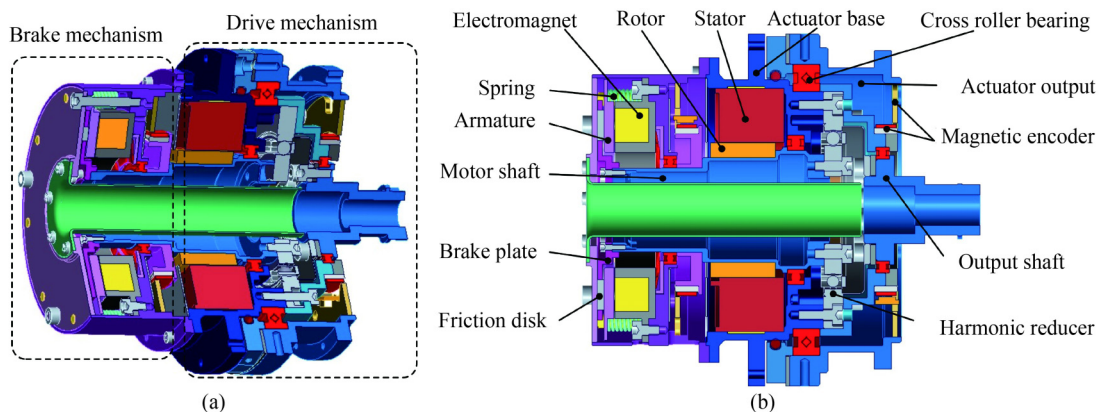 Brake mechanism
Drive mechanism
(a)
(b)
Electromagnet
Rotor
Stator
Actuator base
Cross roller bearing
Spring
Armature
Motor shaft
Brake plate
Friction disk
Actuator output
Magnetic encoder
Output shaft
Harmonic reducer